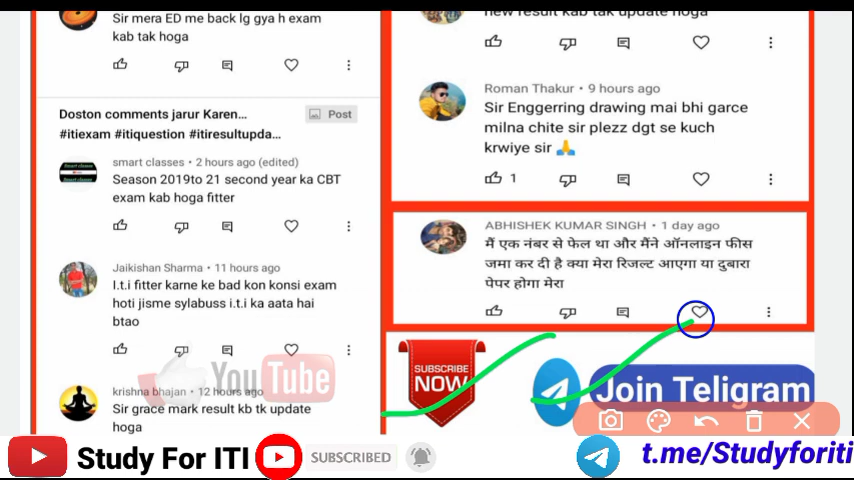 Sir mera ED me back lg gya h exam
kab tak hoga
Doston comments jarur Karen...
Post
#itiexam #itiquestion #itiresultupda...
smart classes • 2 hours ago (edited)
Season 2019to 21 second year ka CBT
exam kab hoga fitter
Jaikishan Sharma • 11 hours ago
I.t.i fitter karne ke bad kon konsi exam
hoti jisme sylabuss i.t.i ka aata hai
btao
krishna bhajan • 12 hours ago
Sir grace mark result kb tk update
hoga
new result kab tak update hoga
Roman Thakur • 9 hours ago
Sir Enggerring drawing mai bhi garce
milna chite sir plezz dgt se kuch
krwiye sir 🙏
1
ABHISHEK KUMAR SINGH • 1 day ago
मैं एक नंबर से फेल था और मैंने ऑनलाइन फीस
जमा कर दी है क्या मेरा रिजल्ट आएगा या दुबारा
पेपर होगा मेरा
YouTube
SUBSCRIBE
NOW
Join Teligram
Study For ITI
SUBSCRIBED
t.me/Studyforiti